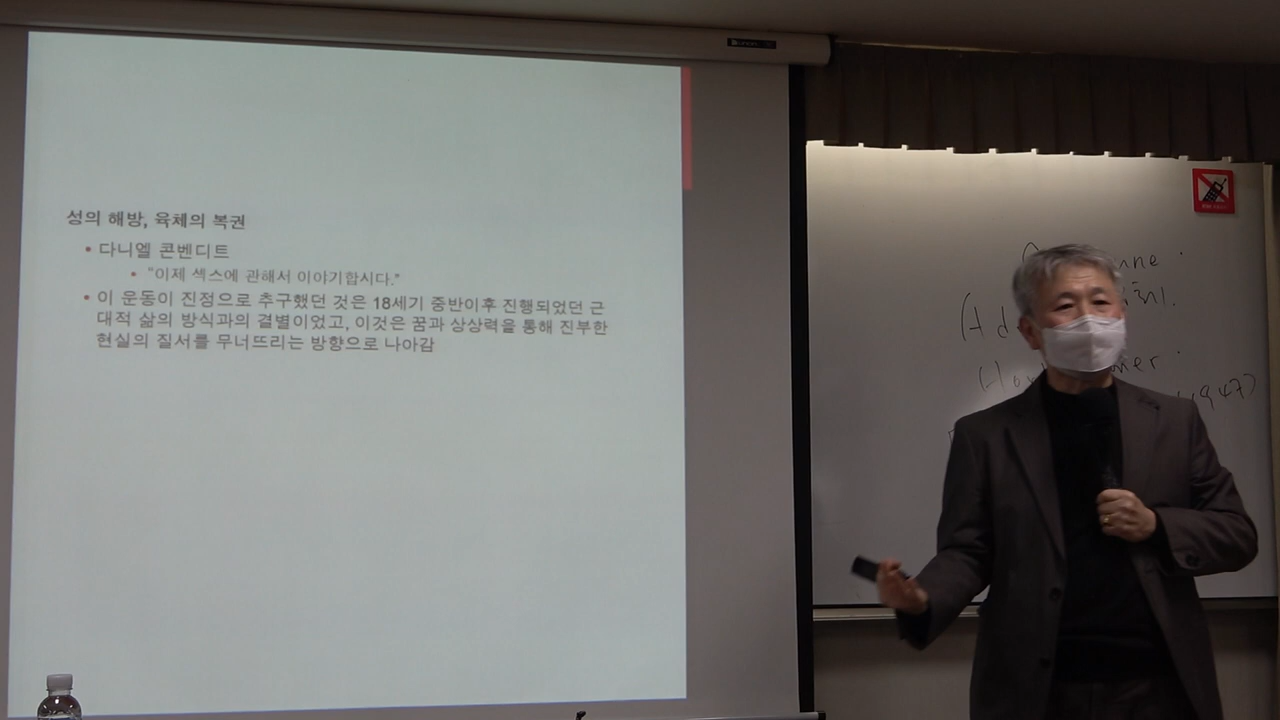 성의 해방, 육체의 복권
• 다니엘 콘벤디트
• "이제 섹스에 관해서 이야기합시다."
• 이 운동이 진정으로 추구했던 것은 18세기 중반이후 진행되었던 근
대적 삶의 방식과의 결별이었고, 이것은 꿈과 상상력을 통해 진부한
현실의 질서를 무너뜨리는 방향으로 나아감